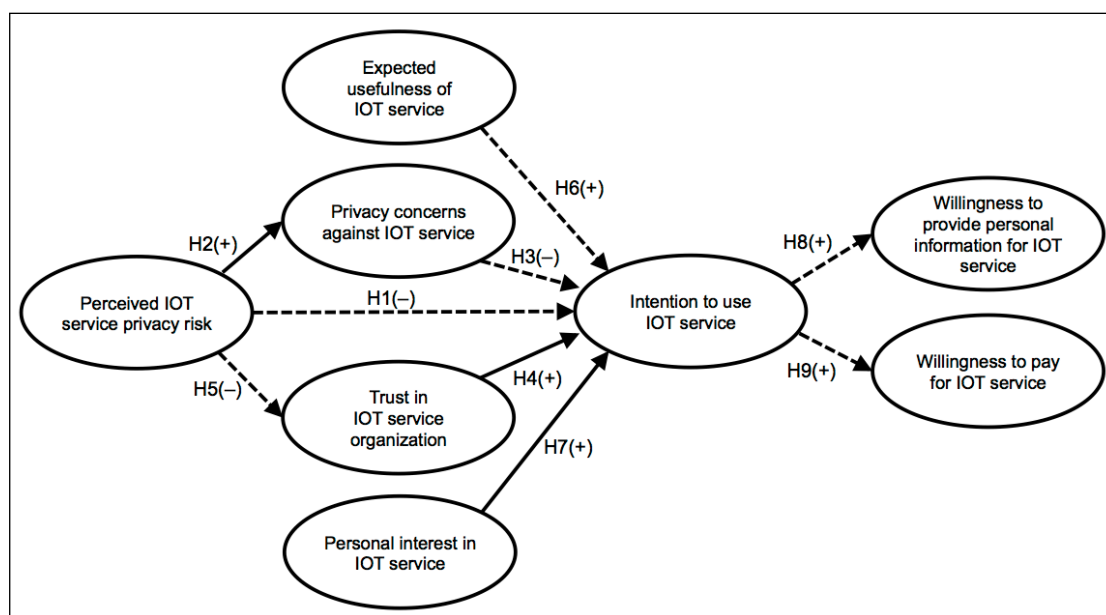 Expected
usefulness of
IOT service
H6(+)
Privacy concerns
against IOT service
H2(+)
H3(–)
Willingness to
provide personal
information for IOT
service
H8(+)
Perceived IOT
service privacy risk
H1(–)
Intention to use
IOT service
H5(–)
H4(+)
H9(+)
Willingness to pay
for IOT service
Trust in
IOT service
organization
H7(+)
Personal interest in
IOT service